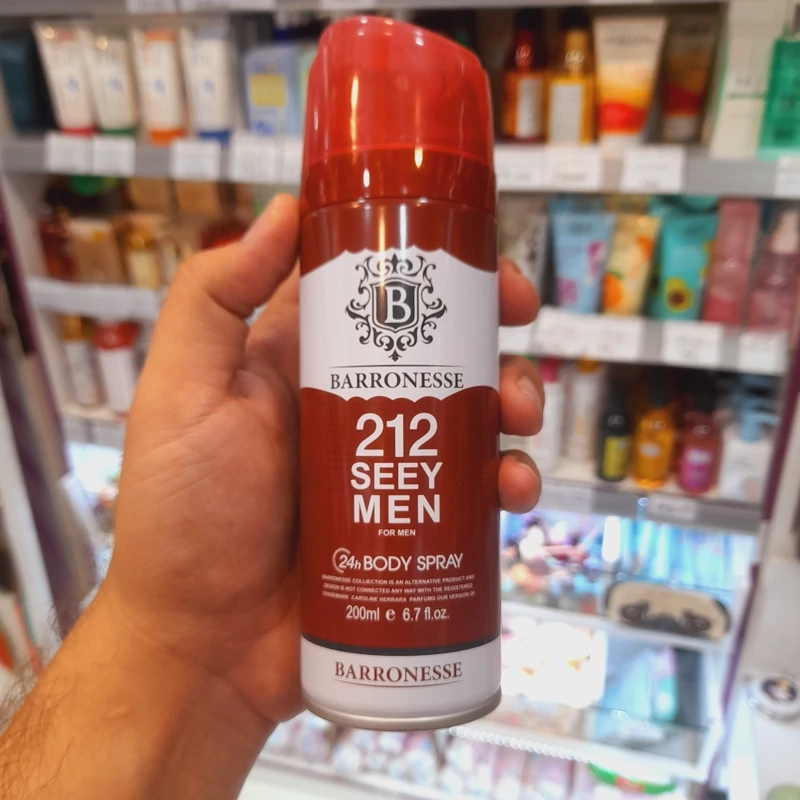 B
BARRONESSE
212
SEEY
MEN
FOR MEN
24h BODY SPRAY
BARRONESSE COLLECTION IS AN ALTERNATIVE PRODUCT AND
DESIGN IS NOT CONNECTED ANY WAY WITH THE REGISTERED
TRADEMARK CAROLINE HERRARA PARFUMS OUR VERSION OF
200ml e 6.7 fl.oz.
BARRONESSE